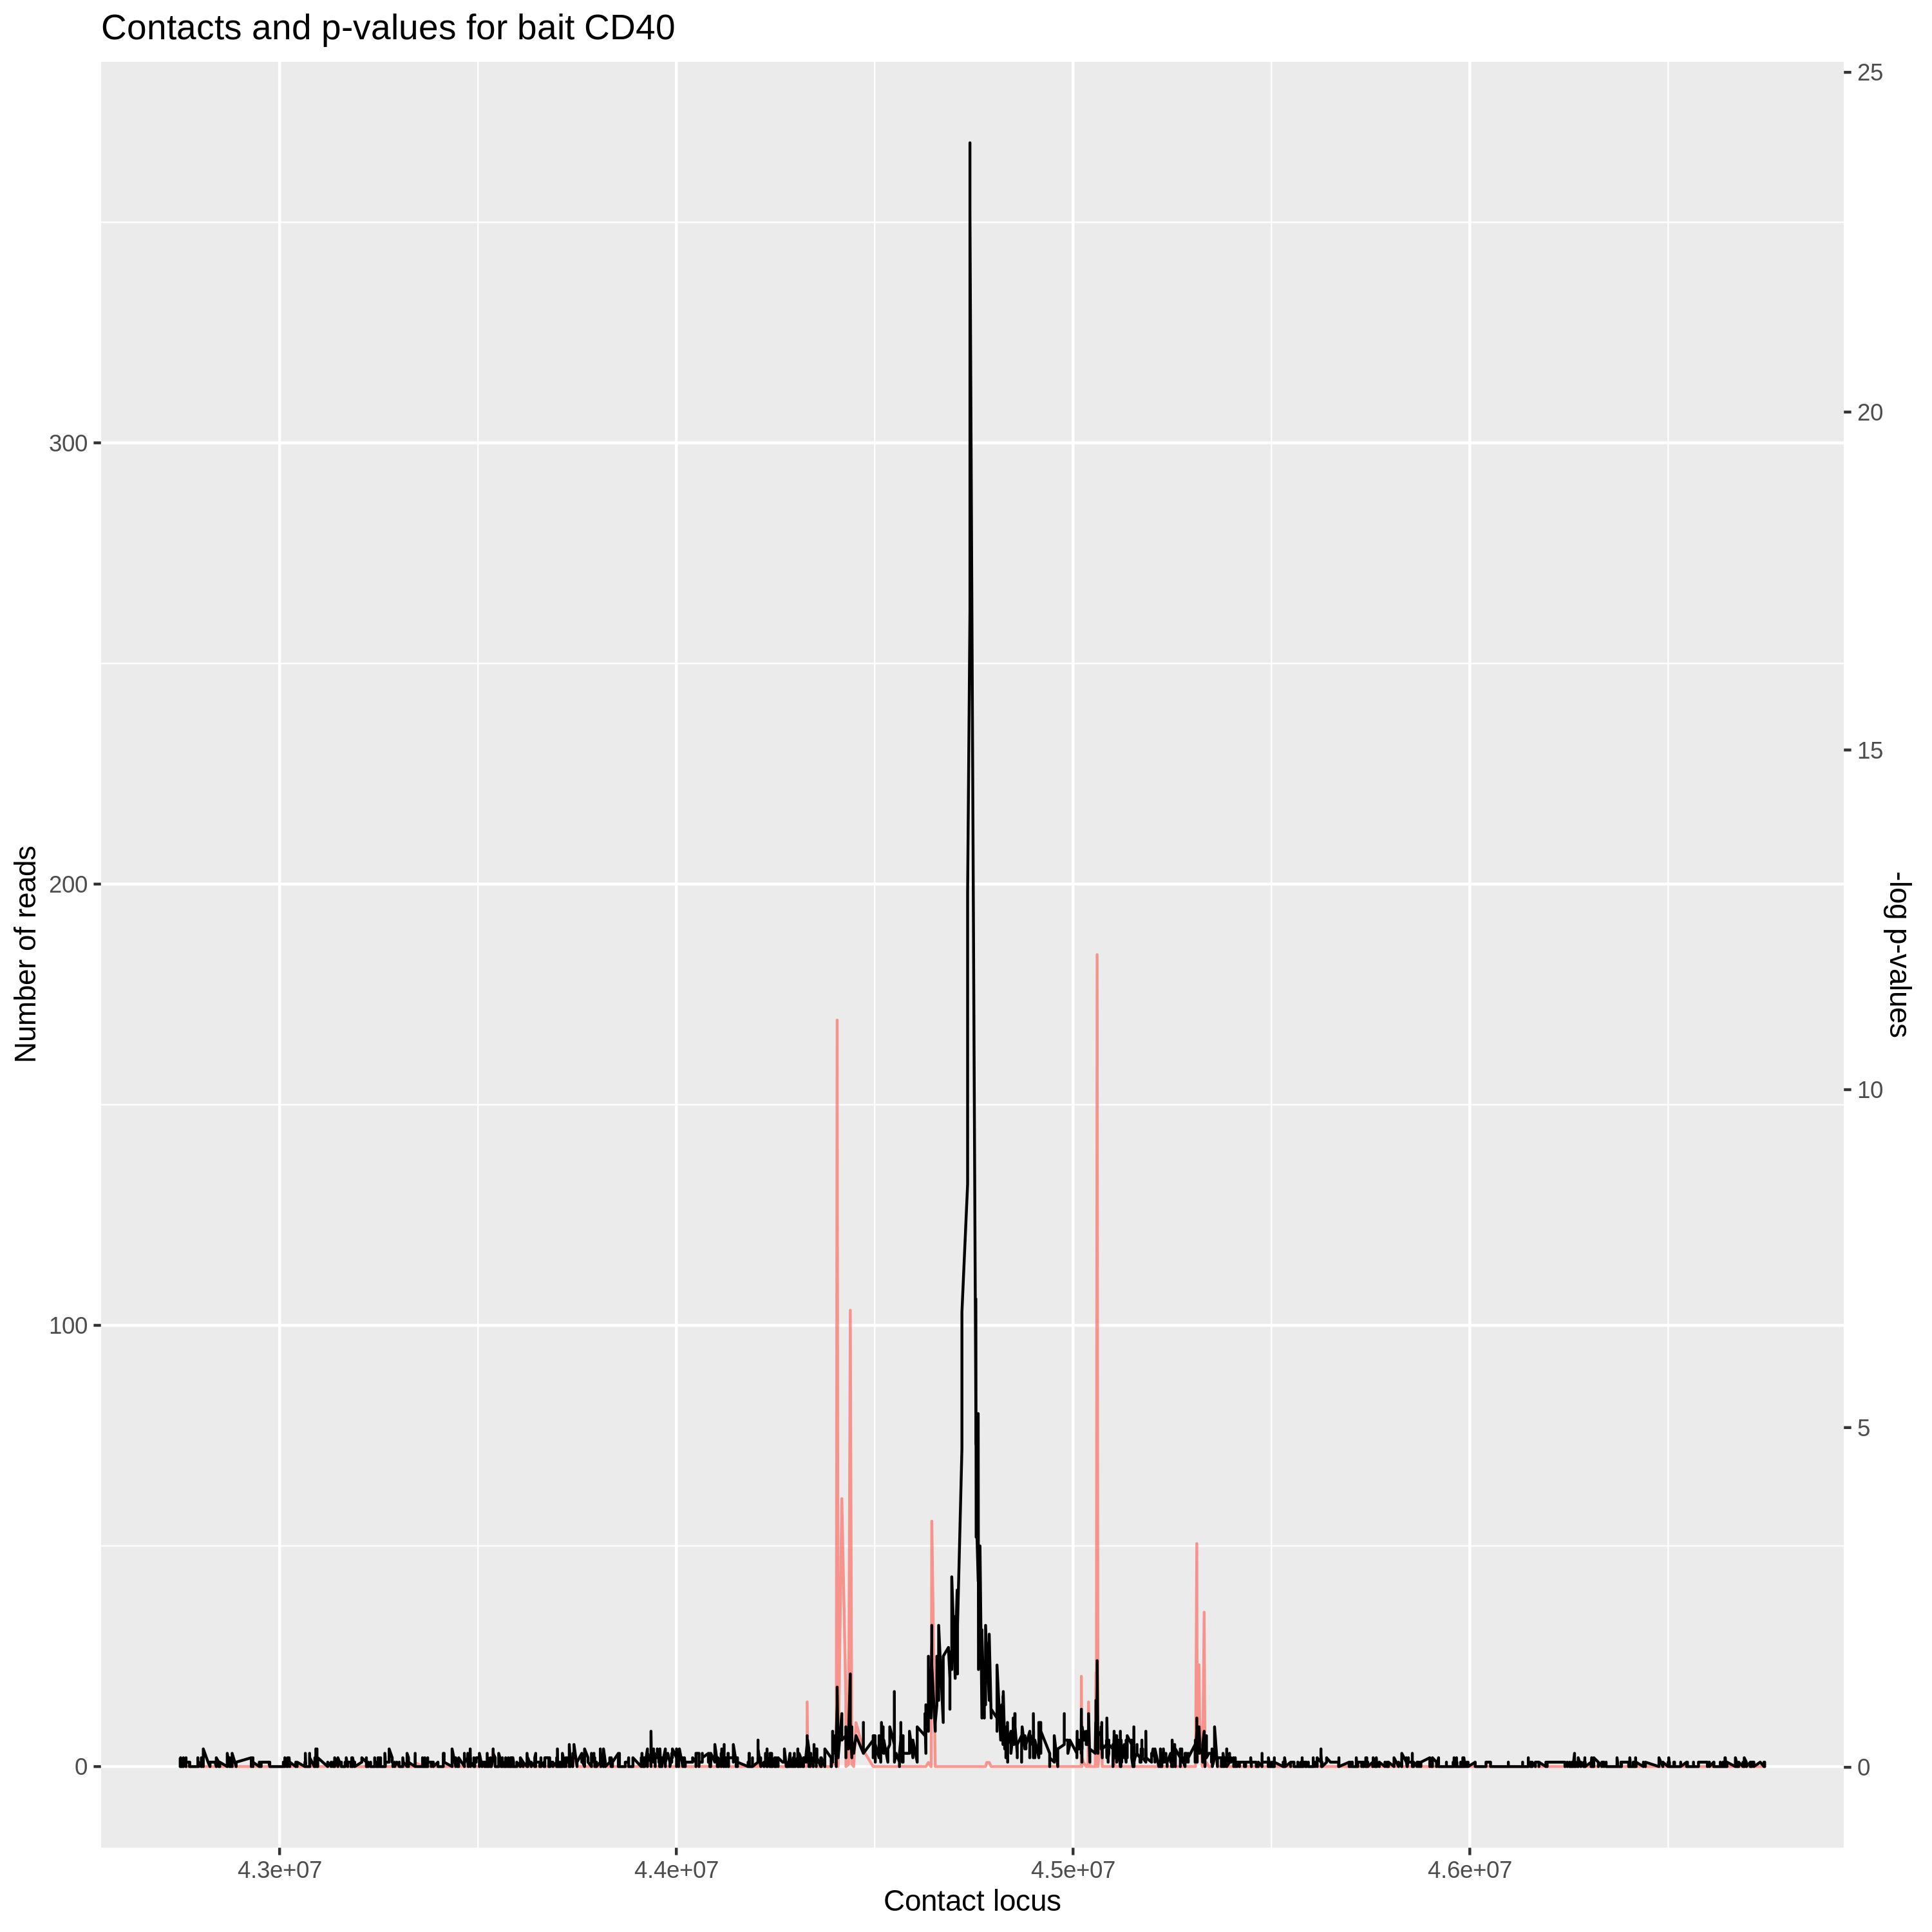 Contacts and p-values for bait CD40
Number of reads
300
200
100
0
25
20
15
10
5
0
-log p-values
4.3e+07
4.4e+07
4.5e+07
4.6e+07
Contact locus